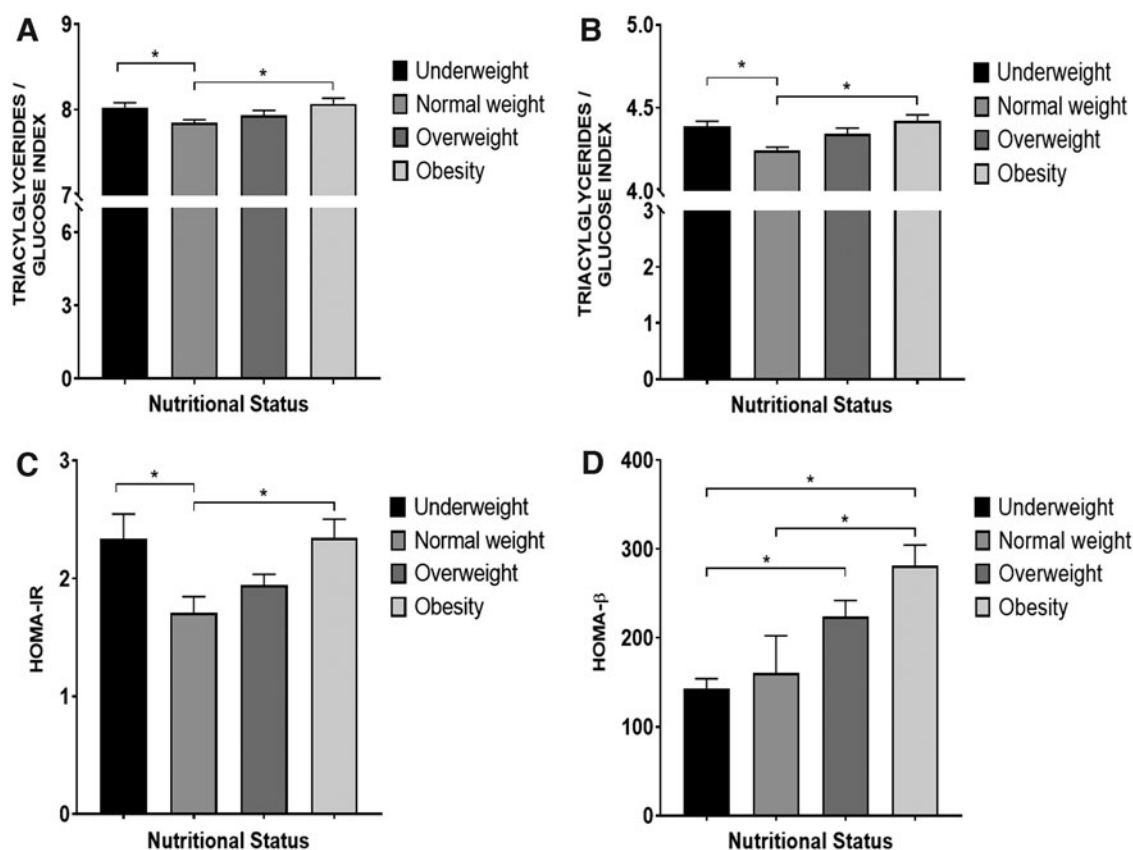 A
TRIACYLGLYCERIDES /
GLUCOSE INDEX
9
8
7
6
3
0
*
*
Nutritional Status
Underweight
Normal weight
Overweight
Obesity
B
TRIACYLGLYCERIDES /
GLUCOSE INDEX
5.0
4.5
4.0
3
2
1
0
*
*
Nutritional Status
Underweight
Normal weight
Overweight
Obesity
C
HOMA-IR
3
2
1
0
*
*
Nutritional Status
Underweight
Normal weight
Overweight
Obesity
D
HOMA-β
400
300
200
100
0
*
*
*
Nutritional Status
Underweight
Normal weight
Overweight
Obesity